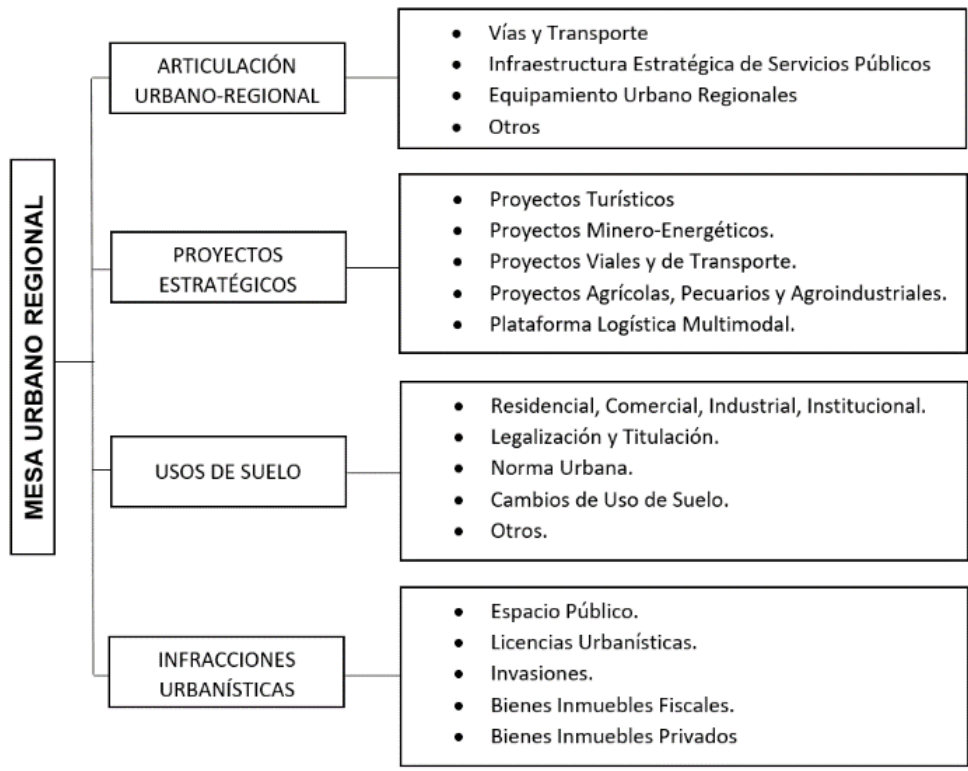 MESA URBANO REGIONAL
ARTICULACIÓN
URBANO-REGIONAL
• Vías y Transporte
• Infraestructura Estratégica de Servicios Públicos
• Equipamiento Urbano Regionales
• Otros
PROYECTOS
ESTRATÉGICOS
• Proyectos Turísticos
• Proyectos Minero-Energéticos.
• Proyectos Viales y de Transporte.
• Proyectos Agrícolas, Pecuarios y Agroindustriales.
• Plataforma Logística Multimodal.
USOS DE SUELO
• Residencial, Comercial, Industrial, Institucional.
• Legalización y Titulación.
• Norma Urbana.
• Cambios de Uso de Suelo.
• Otros.
INFRACCIONES
URBANÍSTICAS
• Espacio Público.
• Licencias Urbanísticas.
• Invasiones.
• Bienes Inmuebles Fiscales.
• Bienes Inmuebles Privados